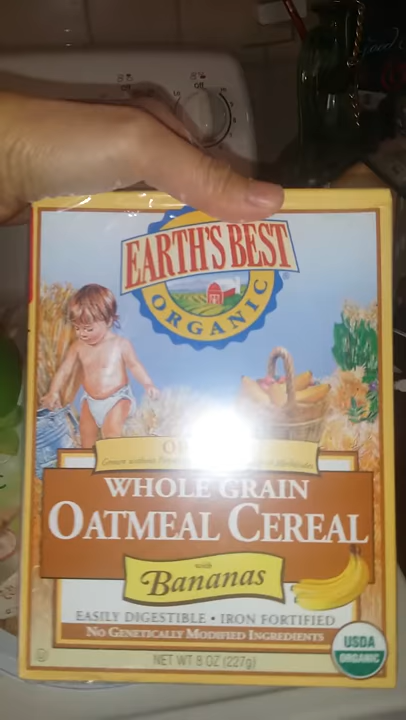 EARTH'S BEST
ORGANIC
WHOLE GRAIN
OATMEAL CEREAL
with
Bananas
EASILY DIGESTIBLE • IRON FORTIFIED
NO GENETICALLY MODIFIED INGREDIENTS
USDA
ORGANIC
NET WT 8 OZ (227g)